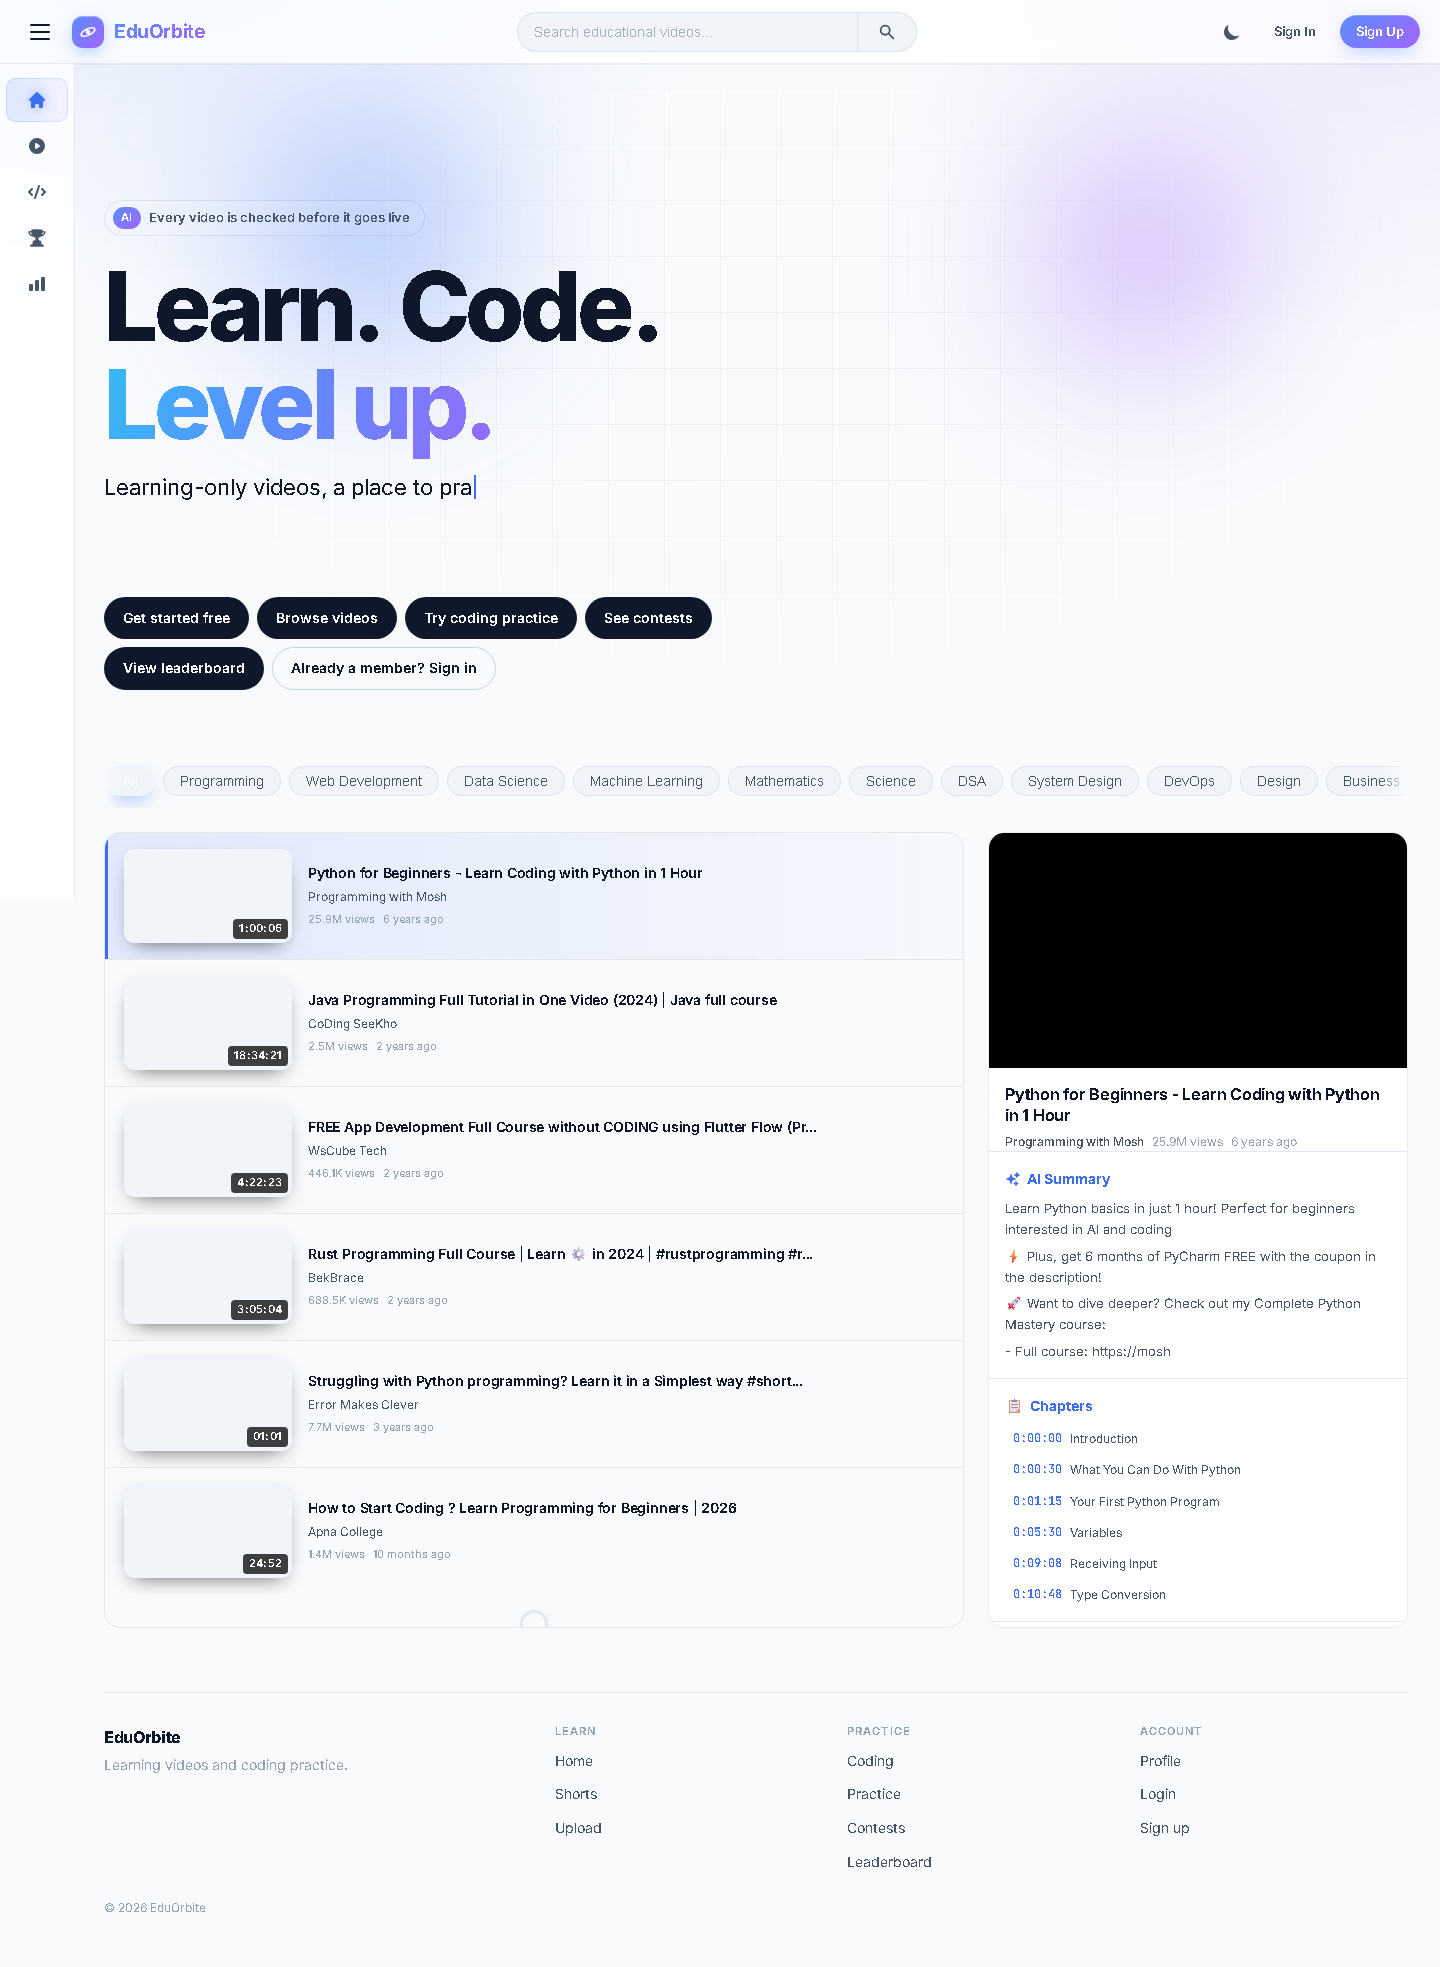 EduOrbite
Search educational videos...
Sign In
Sign Up
AI Every video is checked before it goes live
Learn. Code.
Level up.
Learning-only videos, a place to pra
Get started free
Browse videos
Try coding practice
See contests
View leaderboard
Already a member? Sign in
All
Programming
Web Development
Data Science
Machine Learning
Mathematics
Science
DSA
System Design
DevOps
Design
Business
1:00:06
Python for Beginners - Learn Coding with Python in 1 Hour
Programming with Mosh
25.9M views 6 years ago
18:34:21
Java Programming Full Tutorial in One Video (2024) | Java full course
CoDing SeeKho
2.5M views 2 years ago
4:22:23
FREE App Development Full Course without CODING using Flutter Flow (Pr...
WsCube Tech
446.1K views 2 years ago
3:05:04
Rust Programming Full Course | Learn ⚙️ in 2024 | #rustprogramming #r...
BekBrace
688.5K views 2 years ago
01:01
Struggling with Python programming? Learn it in a Simplest way #short...
Error Makes Clever
7.7M views 3 years ago
24:52
How to Start Coding ? Learn Programming for Beginners | 2026
Apna College
1.4M views 10 months ago
Python for Beginners - Learn Coding with Python
in 1 Hour
Programming with Mosh 25.9M views 6 years ago
AI Summary
Learn Python basics in just 1 hour! Perfect for beginners
interested in AI and coding
⚡ Plus, get 6 months of PyCharm FREE with the coupon in
the description!
🚀 Want to dive deeper? Check out my Complete Python
Mastery course:
- Full course: https://mosh
📋 Chapters
0:00:00 Introduction
0:00:30 What You Can Do With Python
0:01:15 Your First Python Program
0:05:30 Variables
0:09:08 Receiving Input
0:10:48 Type Conversion
EduOrbite
Learning videos and coding practice.
LEARN
Home
Shorts
Upload
PRACTICE
Coding
Practice
Contests
Leaderboard
ACCOUNT
Profile
Login
Sign up
© 2026 EduOrbite